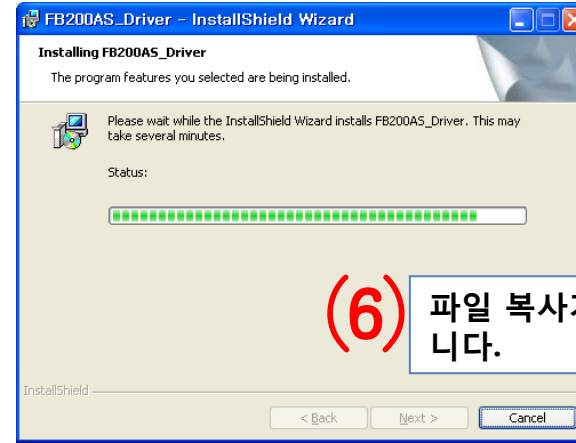 FB200AS_Driver - InstallShield Wizard
Installing FB200AS_Driver
The program features you selected are being installed.
Please wait while the InstallShield Wizard installs FB200AS_Driver. This may
take several minutes.
Status:
(6)
파일 복사
니다.
InstallShield
< Back Next > Cancel